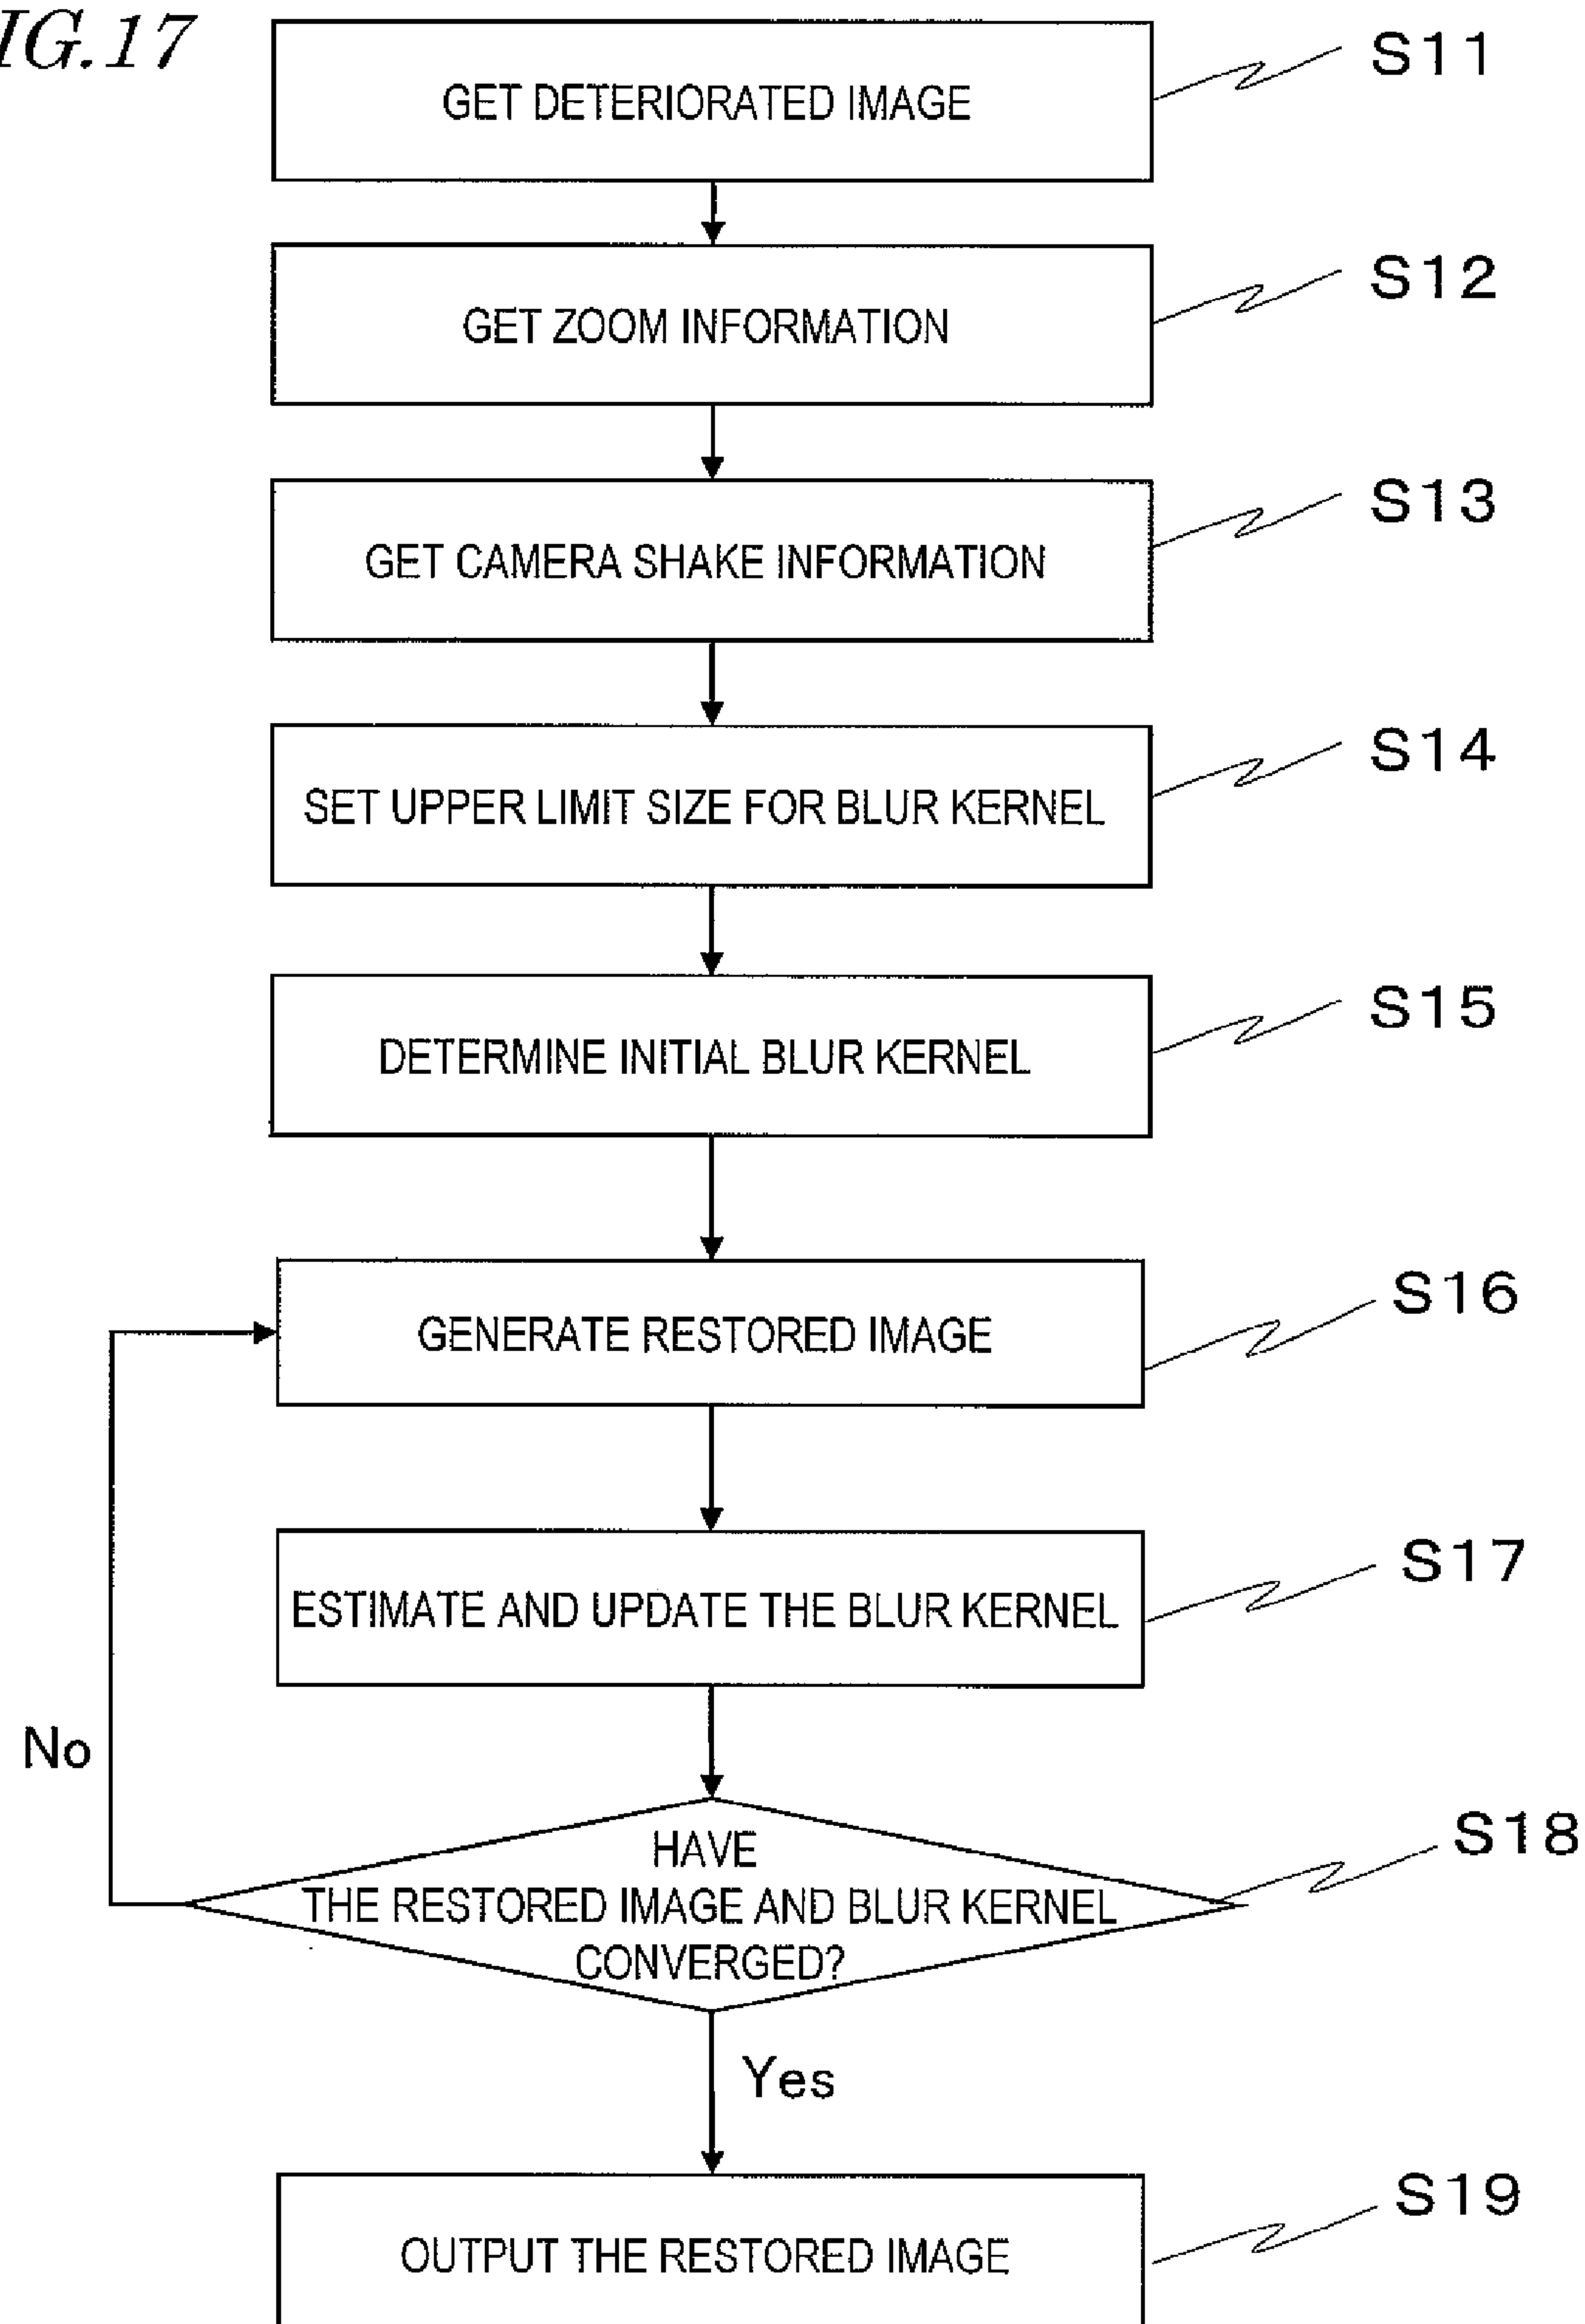 IG.17
GET DETERIORATED IMAGE
S11
GET ZOOM INFORMATION
S12
GET CAMERA SHAKE INFORMATION
S13
SET UPPER LIMIT SIZE FOR BLUR KERNEL
S14
DETERMINE INITIAL BLUR KERNEL
S15
GENERATE RESTORED IMAGE
S16
ESTIMATE AND UPDATE THE BLUR KERNEL
S17
No
HAVE
THE RESTORED IMAGE AND BLUR KERNEL
CONVERGED?
S18
Yes
OUTPUT THE RESTORED IMAGE
S19